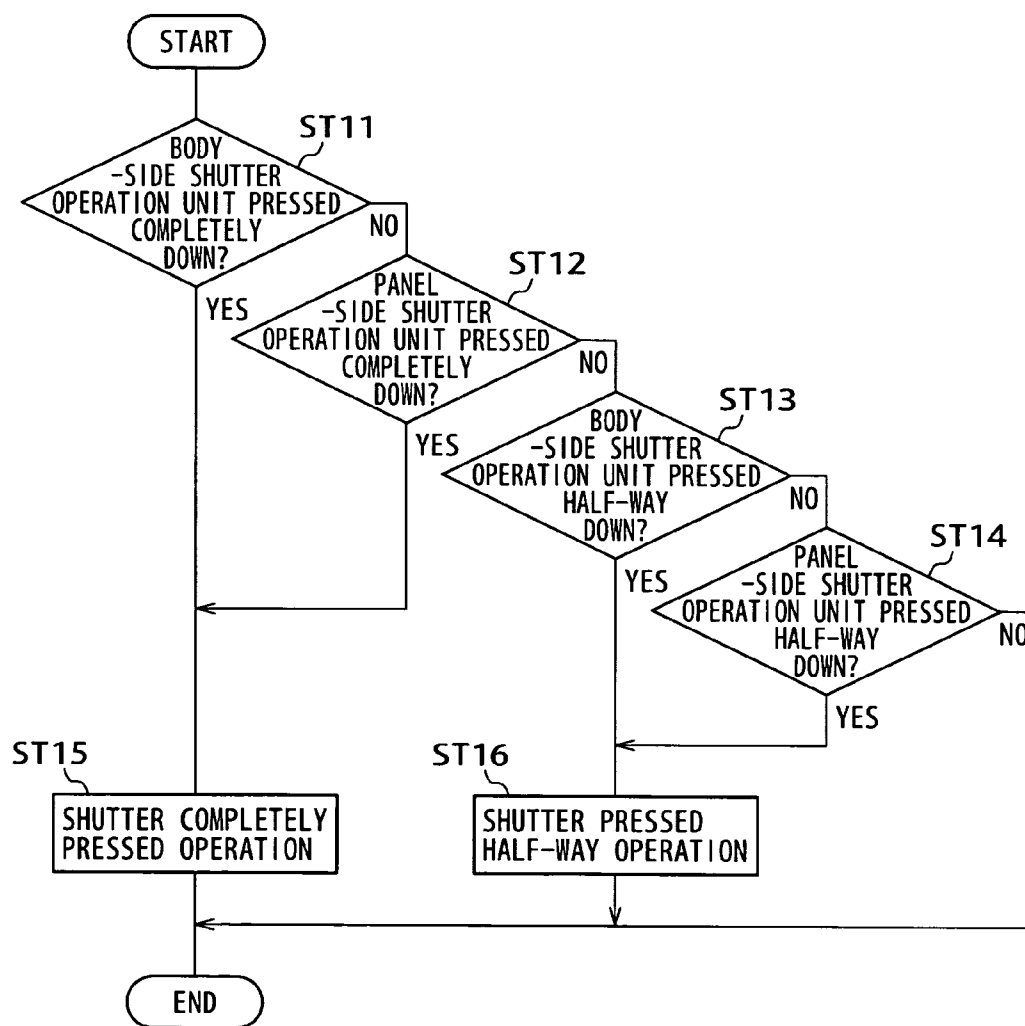 START
ST11
BODY
-SIDE SHUTTER
OPERATION UNIT PRESSED
COMPLETELY
DOWN?
NO
YES
ST12
PANEL
-SIDE SHUTTER
OPERATION UNIT PRESSED
COMPLETELY
DOWN?
NO
YES
ST13
BODY
-SIDE SHUTTER
OPERATION UNIT PRESSED
HALF-WAY
DOWN?
NO
YES
ST14
PANEL
-SIDE SHUTTER
OPERATION UNIT PRESSED
HALF-WAY
DOWN?
NO
YES
ST15
SHUTTER COMPLETELY
PRESSED OPERATION
ST16
SHUTTER PRESSED
HALF-WAY OPERATION
END